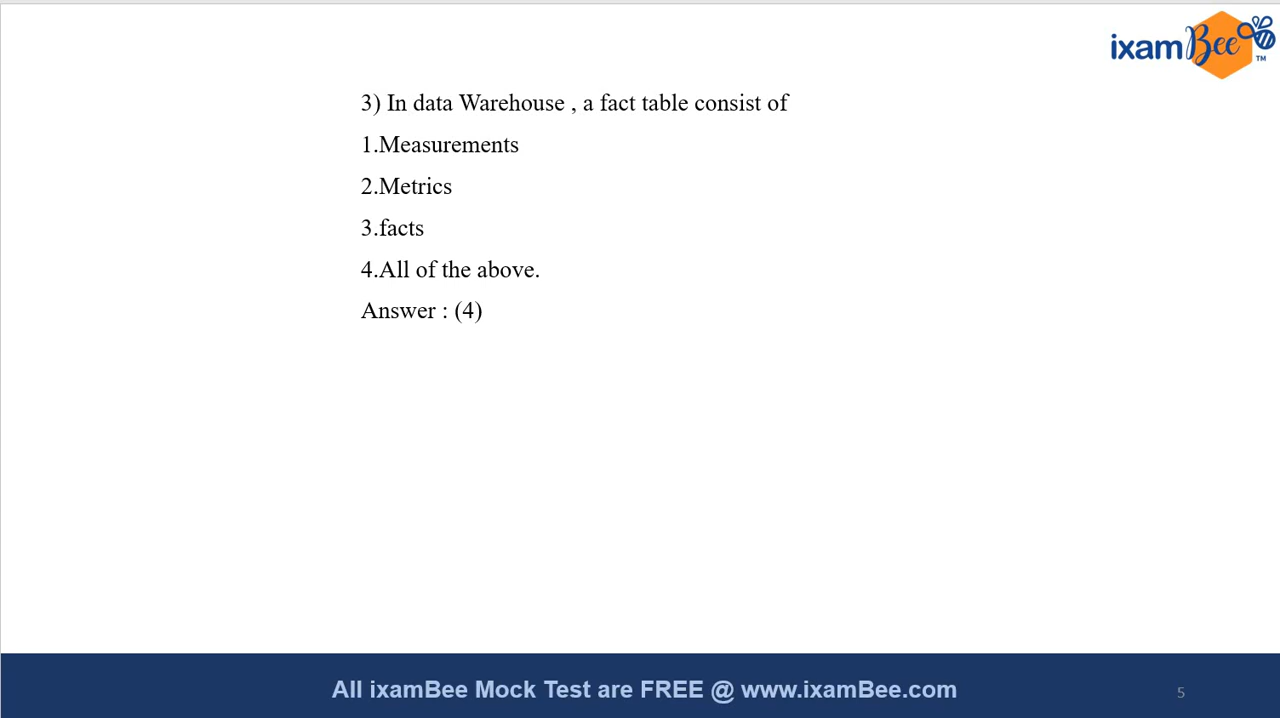 ixamBee TM
3) In data Warehouse , a fact table consist of
1.Measurements
2.Metrics
3.facts
4.All of the above.
Answer : (4)
All ixamBee Mock Test are FREE @ www.ixamBee.com
5